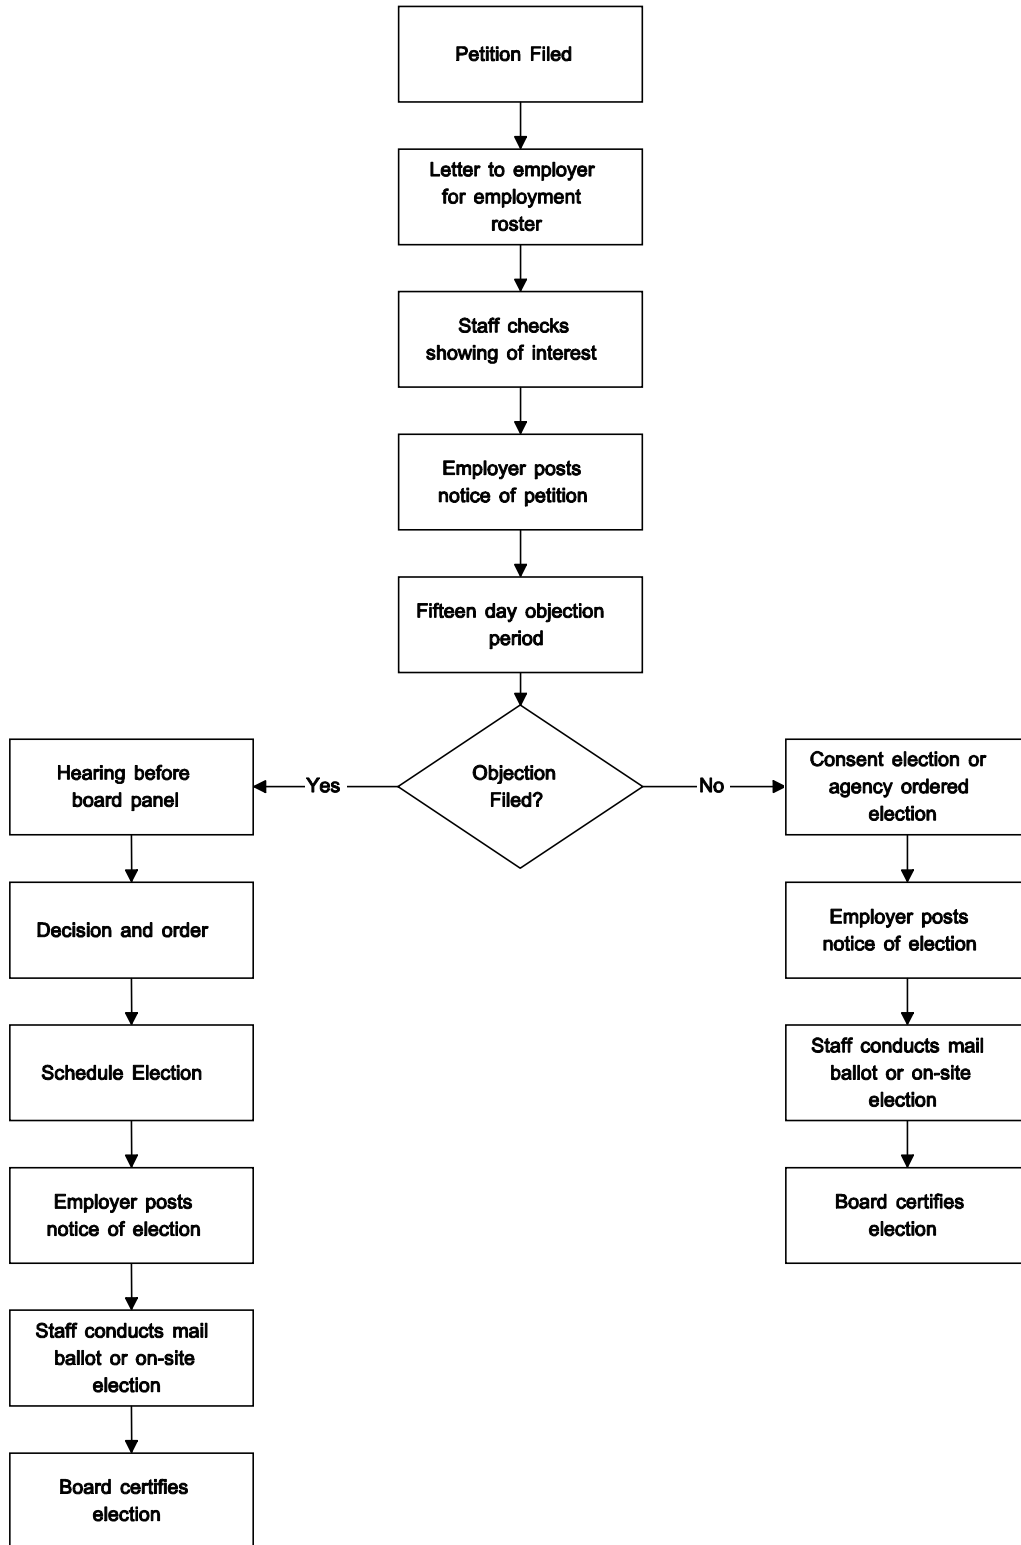 Petition Filed
Letter to employer
for employment
roster
Staff checks
showing of interest
Employer posts
notice of petition
Fifteen day objection
period
Objection
Filed?
Yes
Hearing before
board panel
Decision and order
Schedule Election
Employer posts
notice of election
Staff conducts mail
ballot or on-site
election
Board certifies
election
No
Consent election or
agency ordered
election
Employer posts
notice of election
Staff conducts mail
ballot or on-site
election
Board certifies
election